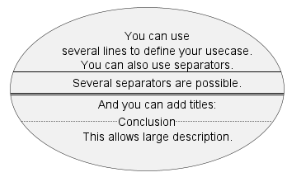 You can use
several lines to define your usecase.
You can also use separators.
Several separators are possible.
And you can add titles:
Conclusion
This allows large description.